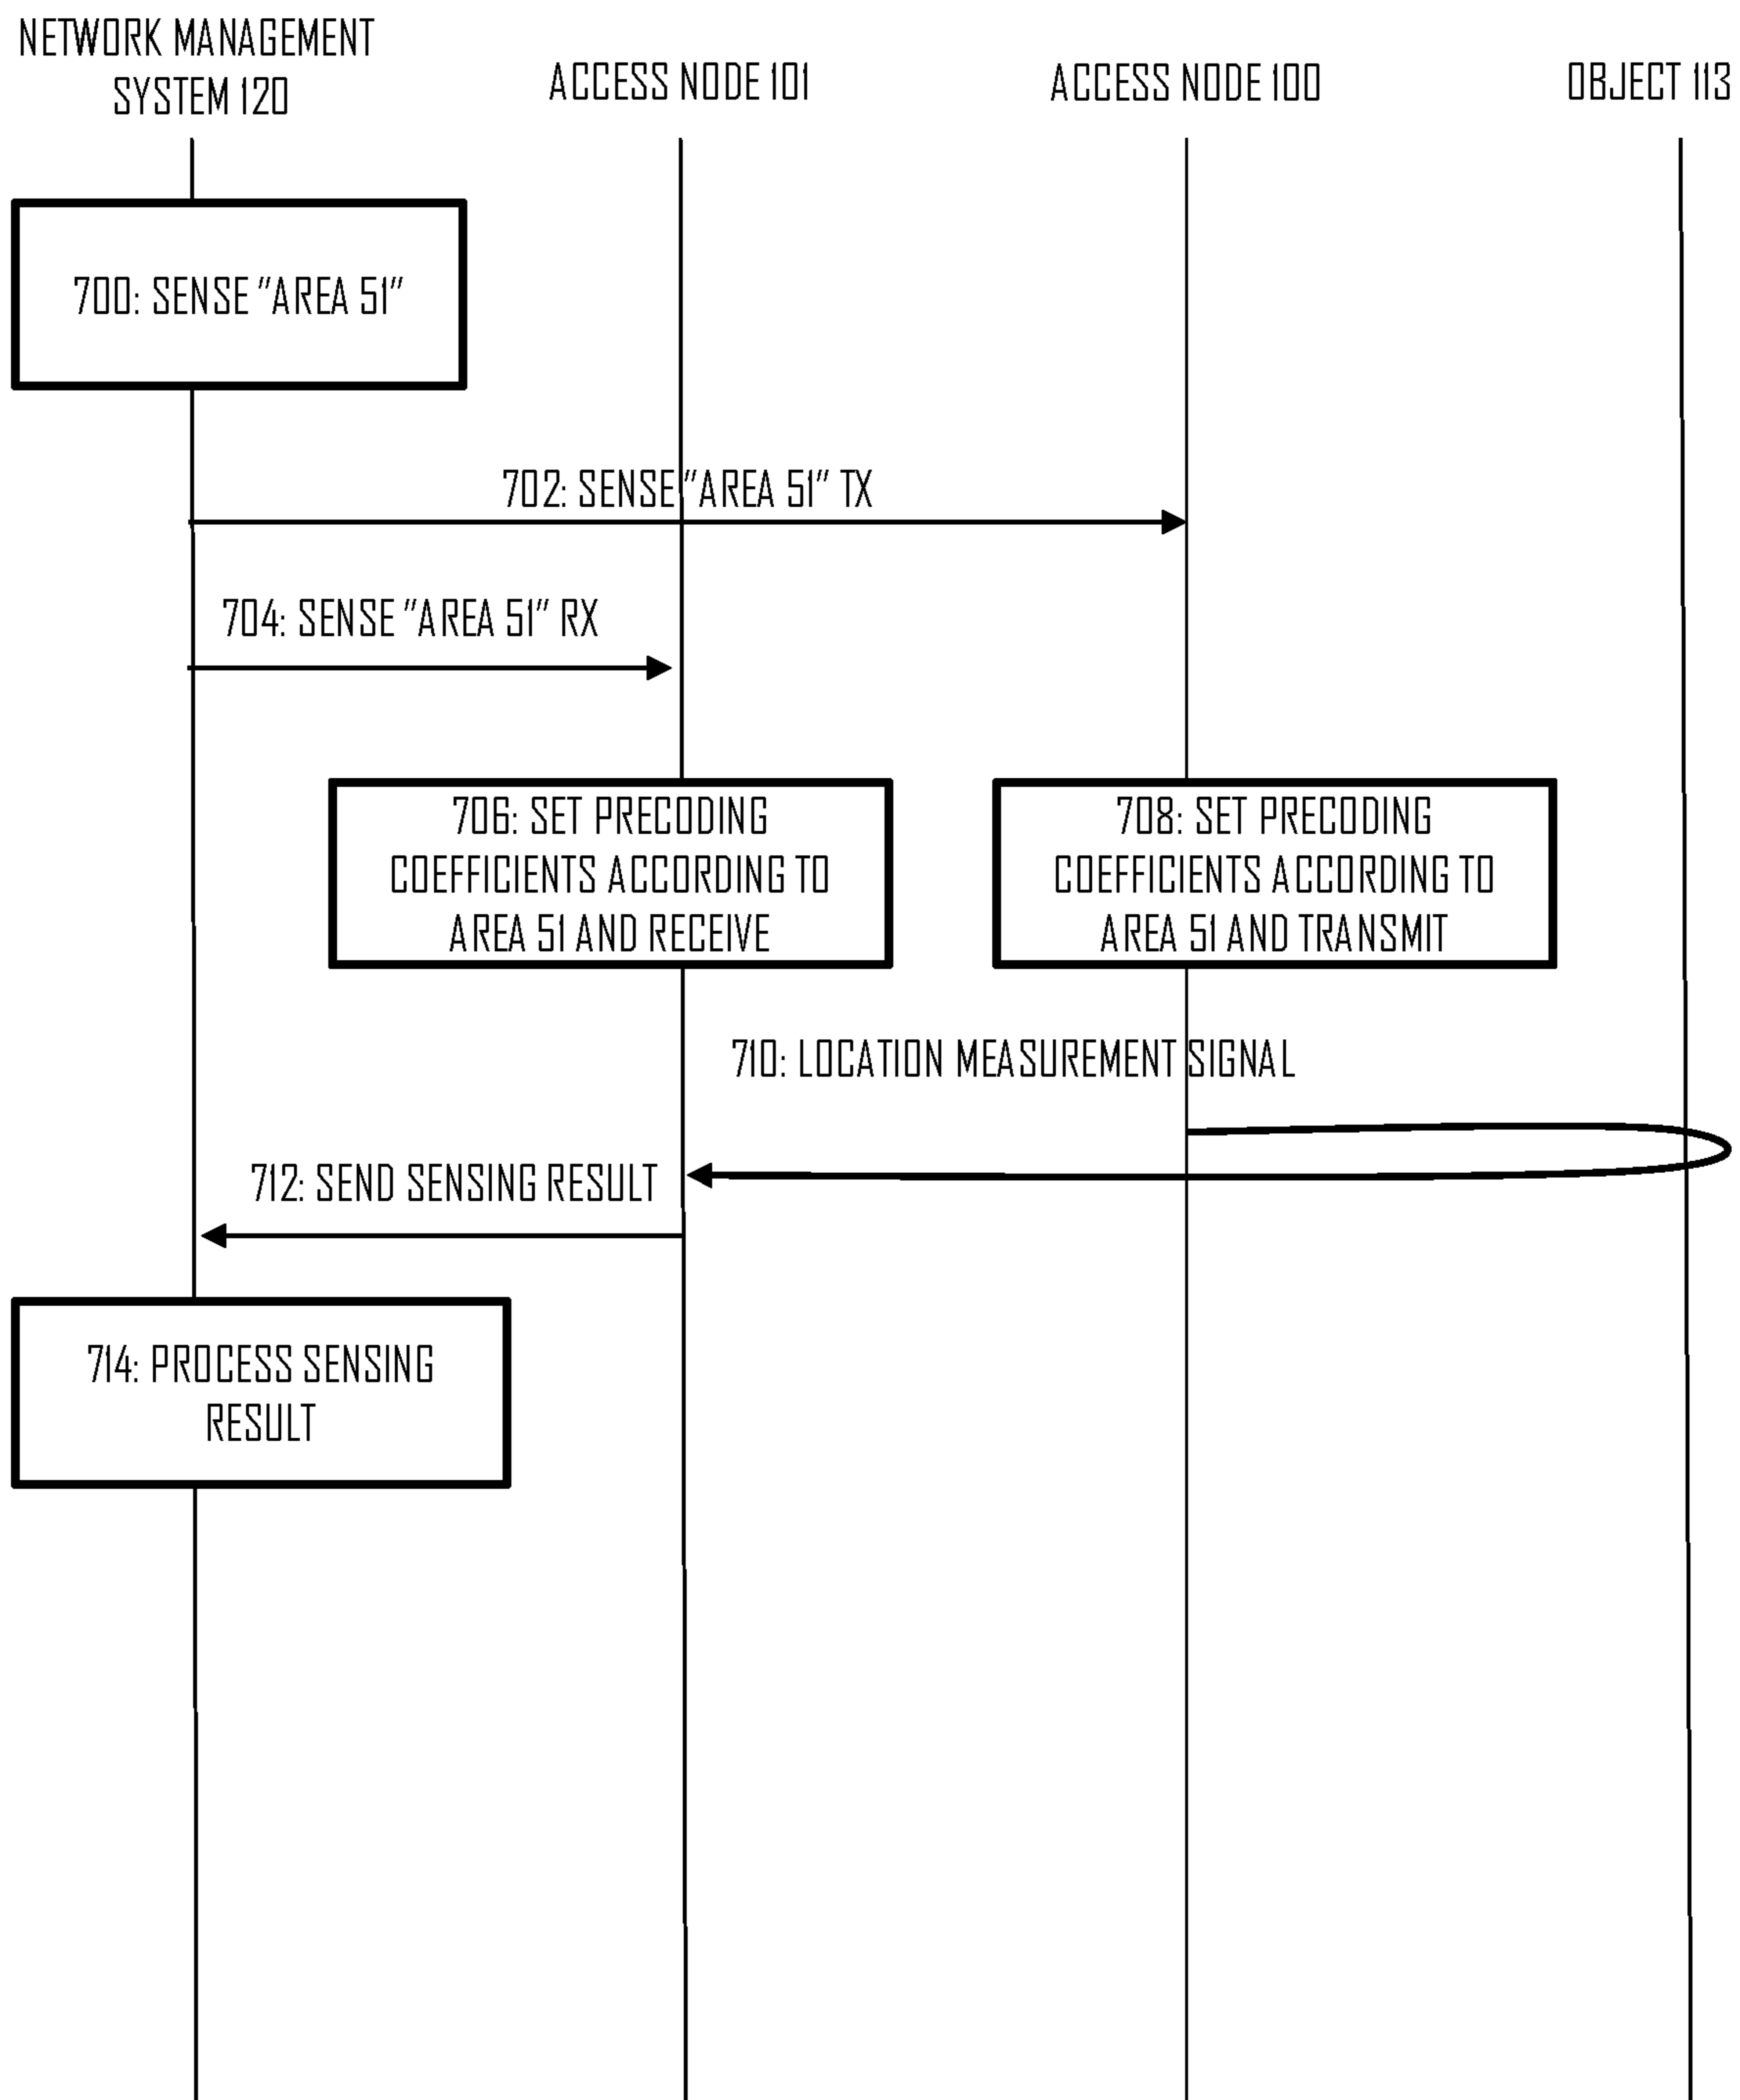 NETWORK MANAGEMENT
SYSTEM 120
ACCESS NODE 101
ACCESS NODE 100
OBJECT 113
700: SENSE "AREA 51"
702: SENSE "AREA 51" TX
704: SENSE "AREA 51" RX
706: SET PRECODING
COEFFICIENTS ACCORDING TO
AREA 51 AND RECEIVE
708: SET PRECODING
COEFFICIENTS ACCORDING TO
AREA 51 AND TRANSMIT
710: LOCATION MEASUREMENT SIGNAL
712: SEND SENSING RESULT
714: PROCESS SENSING
RESULT